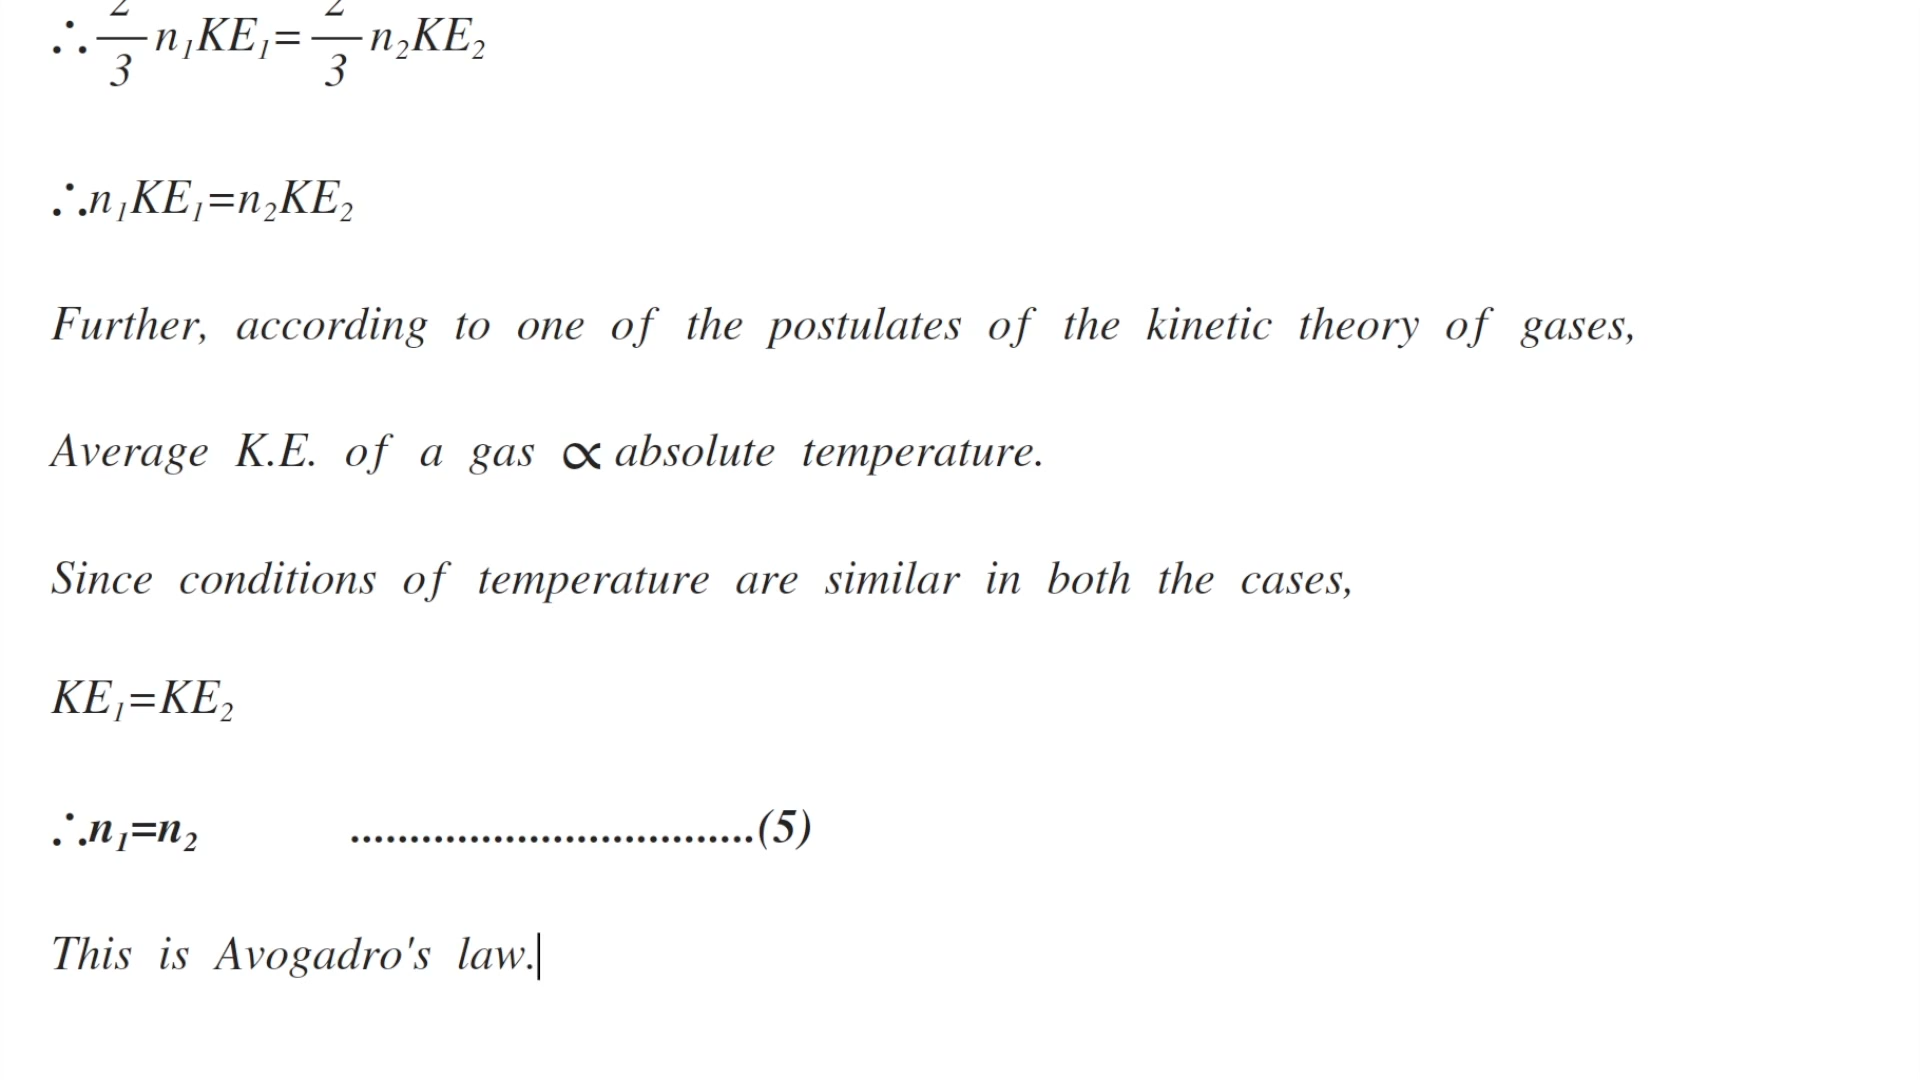 ∴ 2/3 n₁KE₁= 2/3 n₂KE₂
∴n₁KE₁=n₂KE₂
Further, according to one of the postulates of the kinetic theory of gases,
Average K.E. of a gas ∝ absolute temperature.
Since conditions of temperature are similar in both the cases,
KE₁=KE₂
∴n₁=n₂ ..................................(5)
This is Avogadro's law.